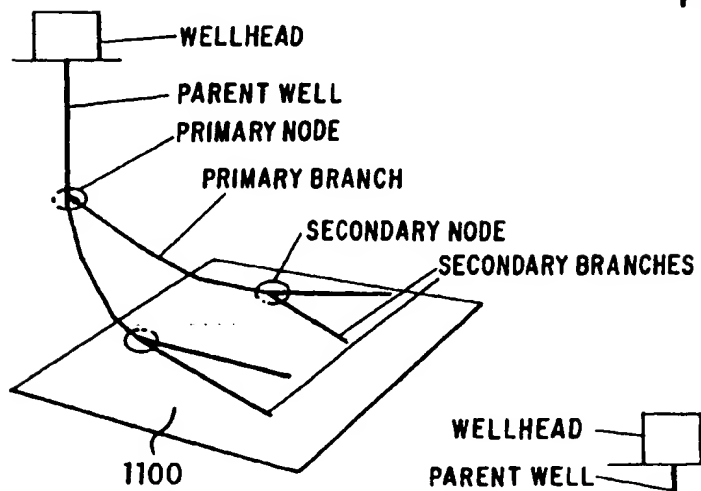 WELLHEAD
PARENT WELL
PRIMARY NODE
PRIMARY BRANCH
SECONDARY NODE
SECONDARY BRANCHES
1100
WELLHEAD
PARENT WELL